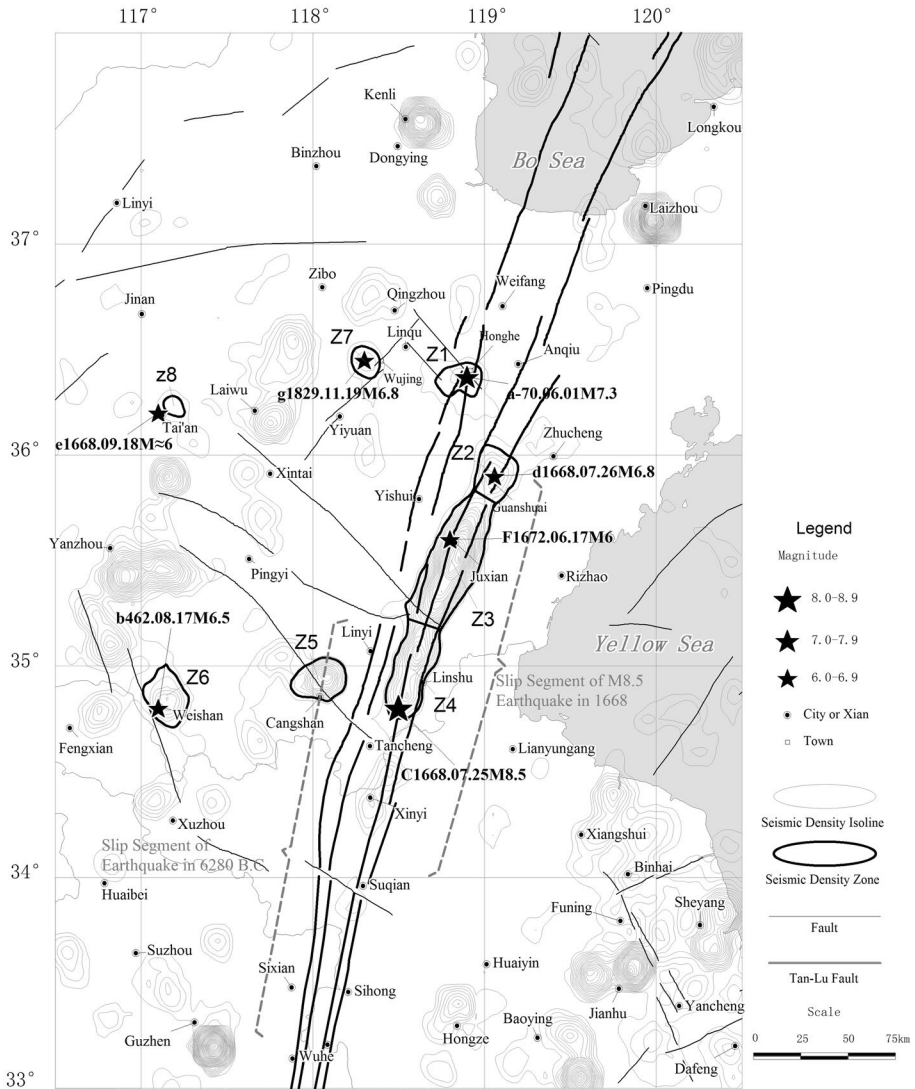 117° 118° 119° 120°
Kenli
Longkou
Binzhou
Dongying
Bo Sea
Linyi
Laizhou
37°
Zibo
Weifang
Pingdu
Jinan
Qingzhou
Linqu
Honghe
Z7
Z1
Anqiu
Wujing
z8
Laiwu
g1829.11.19M6.8
a-70.06.01M7.3
Tai'an
Yiyuan
e1668.09.18M≈6
36°
Zhucheng
Z2
Xintai
d1668.07.26M6.8
Yishui
Guanshuai
F1672.06.17M6
Yanzhou
Juxian
Pingyi
Rizhao
b462.08.17M6.5
Z3
Z5
Linyi
Yellow Sea
35°
Z6
Linshu
Slip Segment of M8.5
Earthquake in 1668
Weishan
Z4
Cangshan
Fengxian
Tancheng
Lianyungang
C1668.07.25M8.5
Xinyi
Xuzhou
Xiangshui
Slip Segment of
Earthquake in 6280 B.C.
34°
Binhai
Huaibei
Suqian
Sheyang
Funing
Suzhou
Huaiyin
Sixian
Sihong
Jianhu
Yancheng
Guzhen
Hongze
Baoying
Wuhe
Dafeng
33°
Legend
Magnitude
8.0-8.9
7.0-7.9
6.0-6.9
City or Xian
Town
Seismic Density Isoline
Seismic Density Zone
Fault
Tan-Lu Fault
Scale
0 25 50 75km